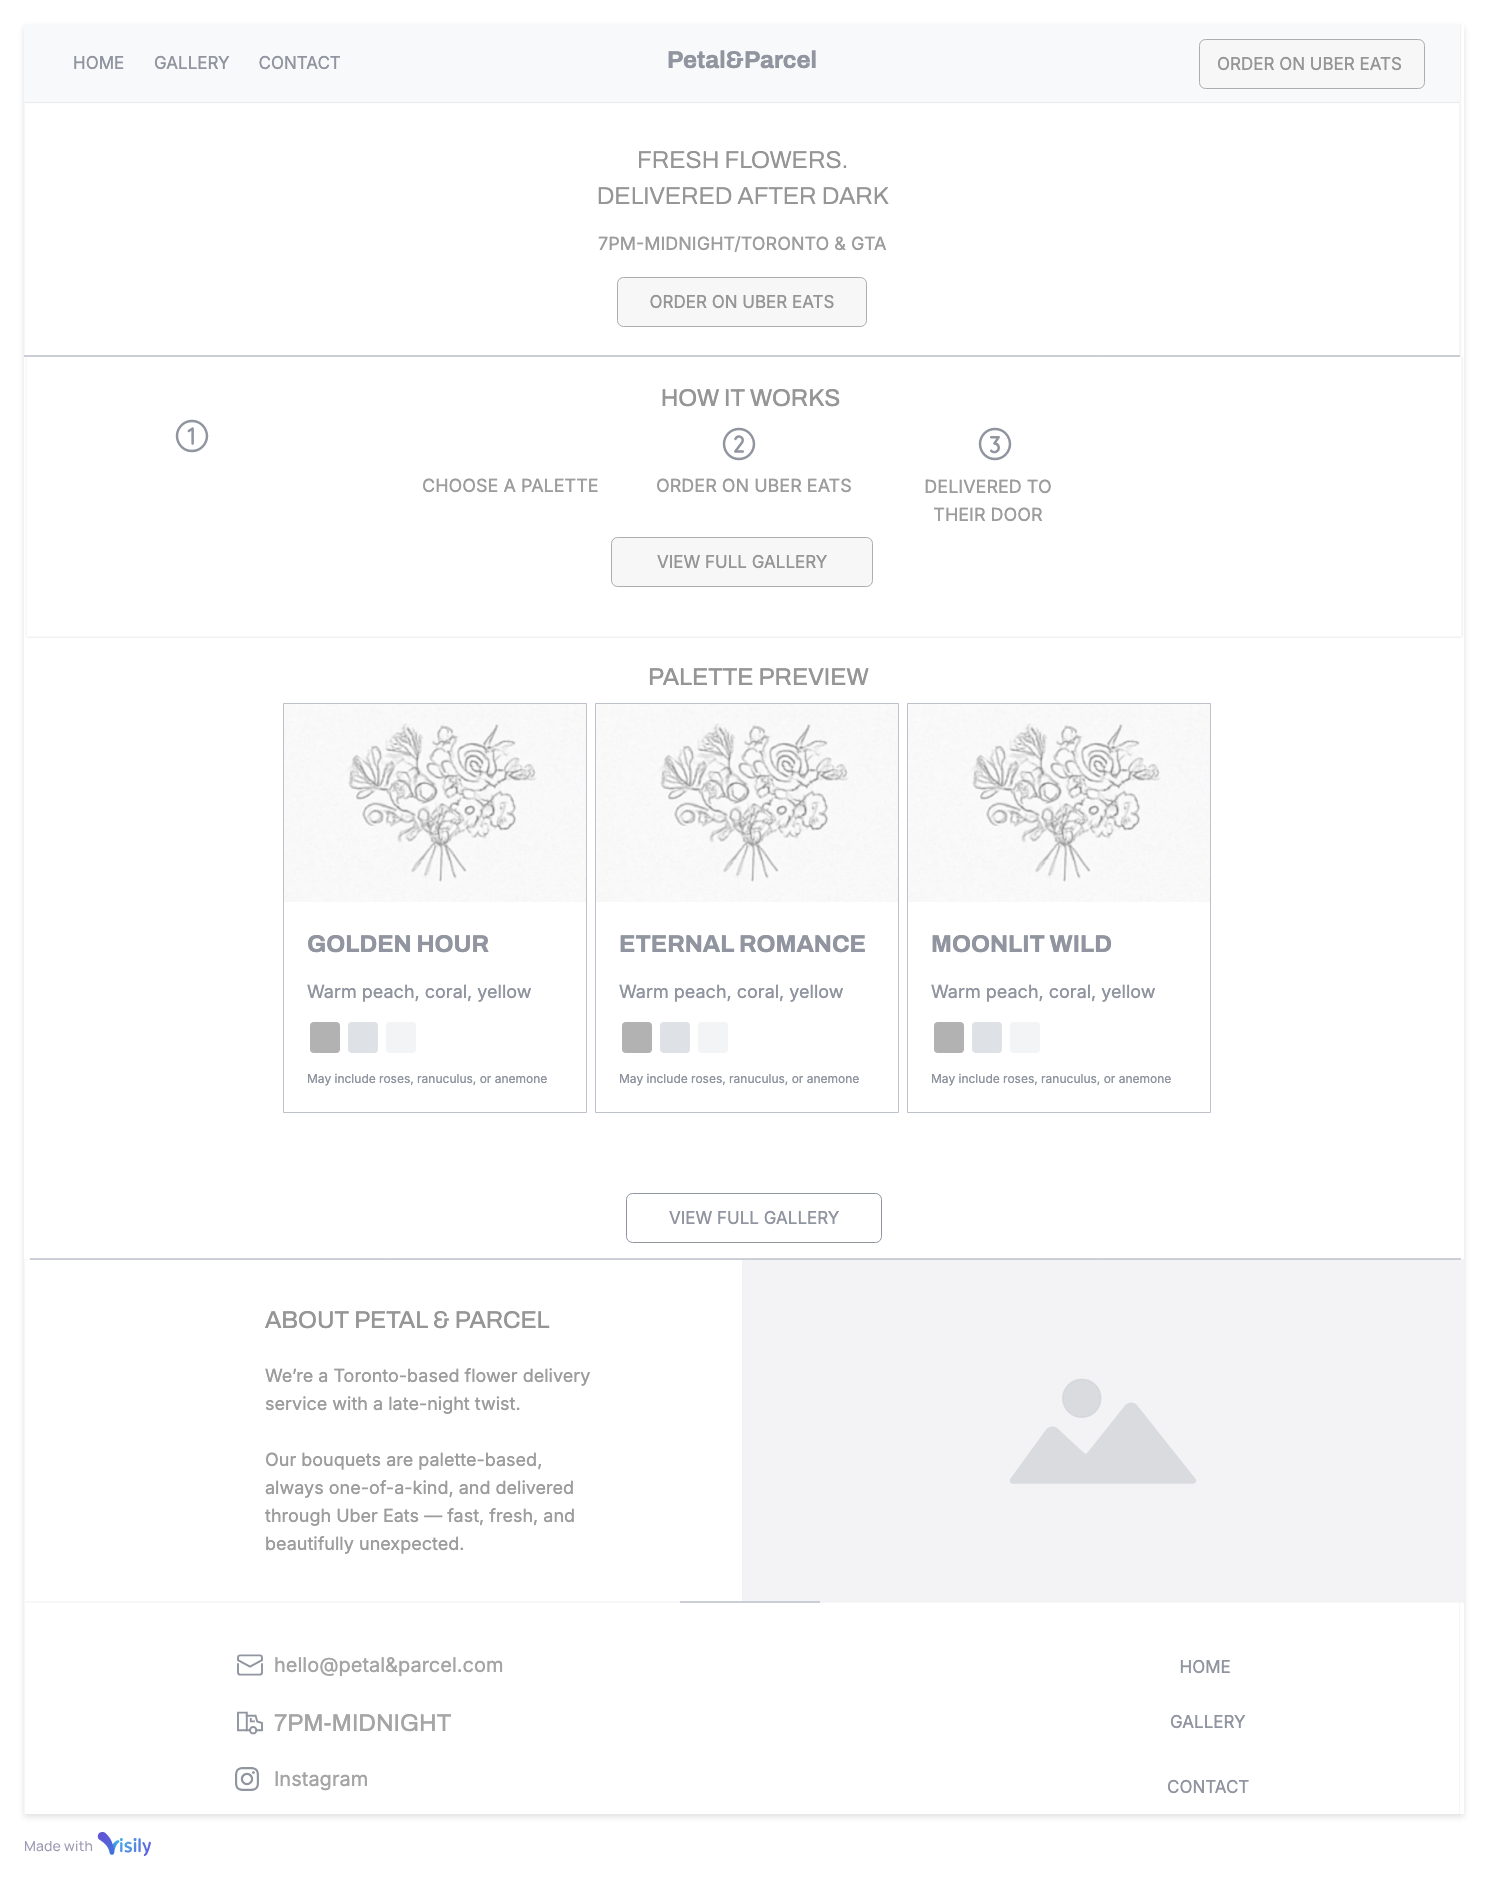 HOME GALLERY CONTACT Petal&Parcel ORDER ON UBER EATS
FRESH FLOWERS.
DELIVERED AFTER DARK
7PM-MIDNIGHT/TORONTO & GTA
ORDER ON UBER EATS
HOW IT WORKS
1 2 3
CHOOSE A PALETTE ORDER ON UBER EATS DELIVERED TO
THEIR DOOR
VIEW FULL GALLERY
PALETTE PREVIEW
GOLDEN HOUR
Warm peach, coral, yellow
May include roses, ranuculus, or anemone
ETERNAL ROMANCE
Warm peach, coral, yellow
May include roses, ranuculus, or anemone
MOONLIT WILD
Warm peach, coral, yellow
May include roses, ranuculus, or anemone
VIEW FULL GALLERY
ABOUT PETAL & PARCEL
We’re a Toronto-based flower delivery
service with a late-night twist.
Our bouquets are palette-based,
always one-of-a-kind, and delivered
through Uber Eats — fast, fresh, and
beautifully unexpected.
hello@petal&parcel.com
7PM-MIDNIGHT
Instagram
HOME
GALLERY
CONTACT
Made with Visily